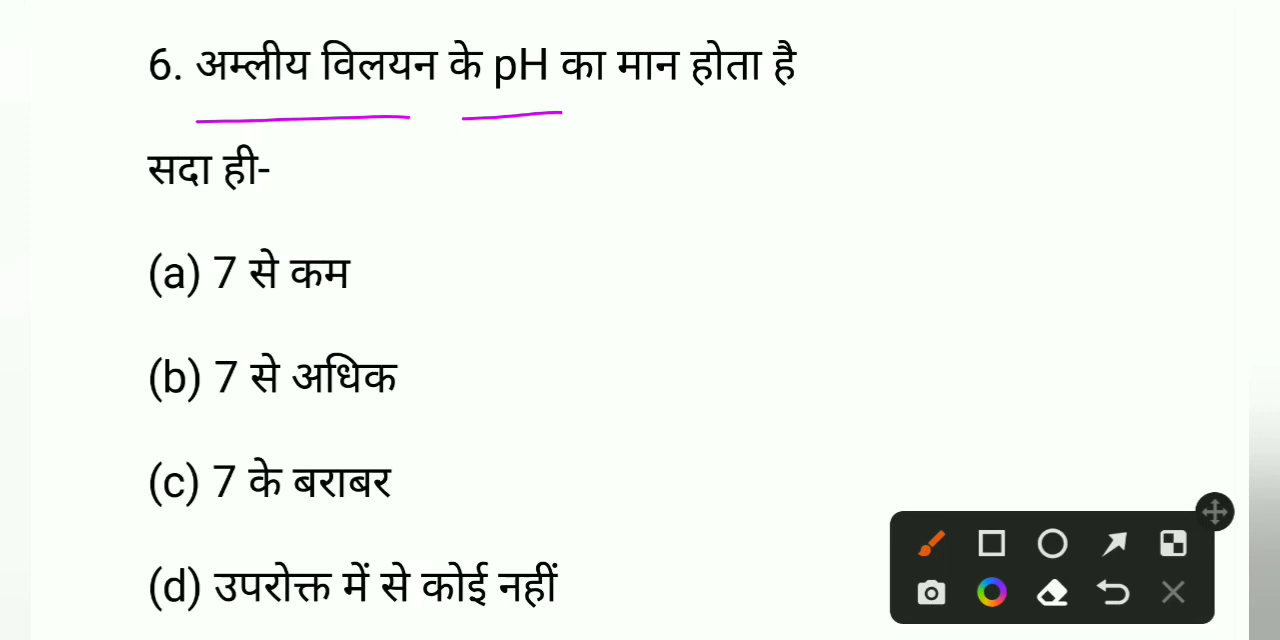 6. अम्लीय विलयन के pH का मान होता है
सदा ही-
(a) 7 से कम
(b) 7 से अधिक
(c) 7 के बराबर
(d) उपरोक्त में से कोई नहीं